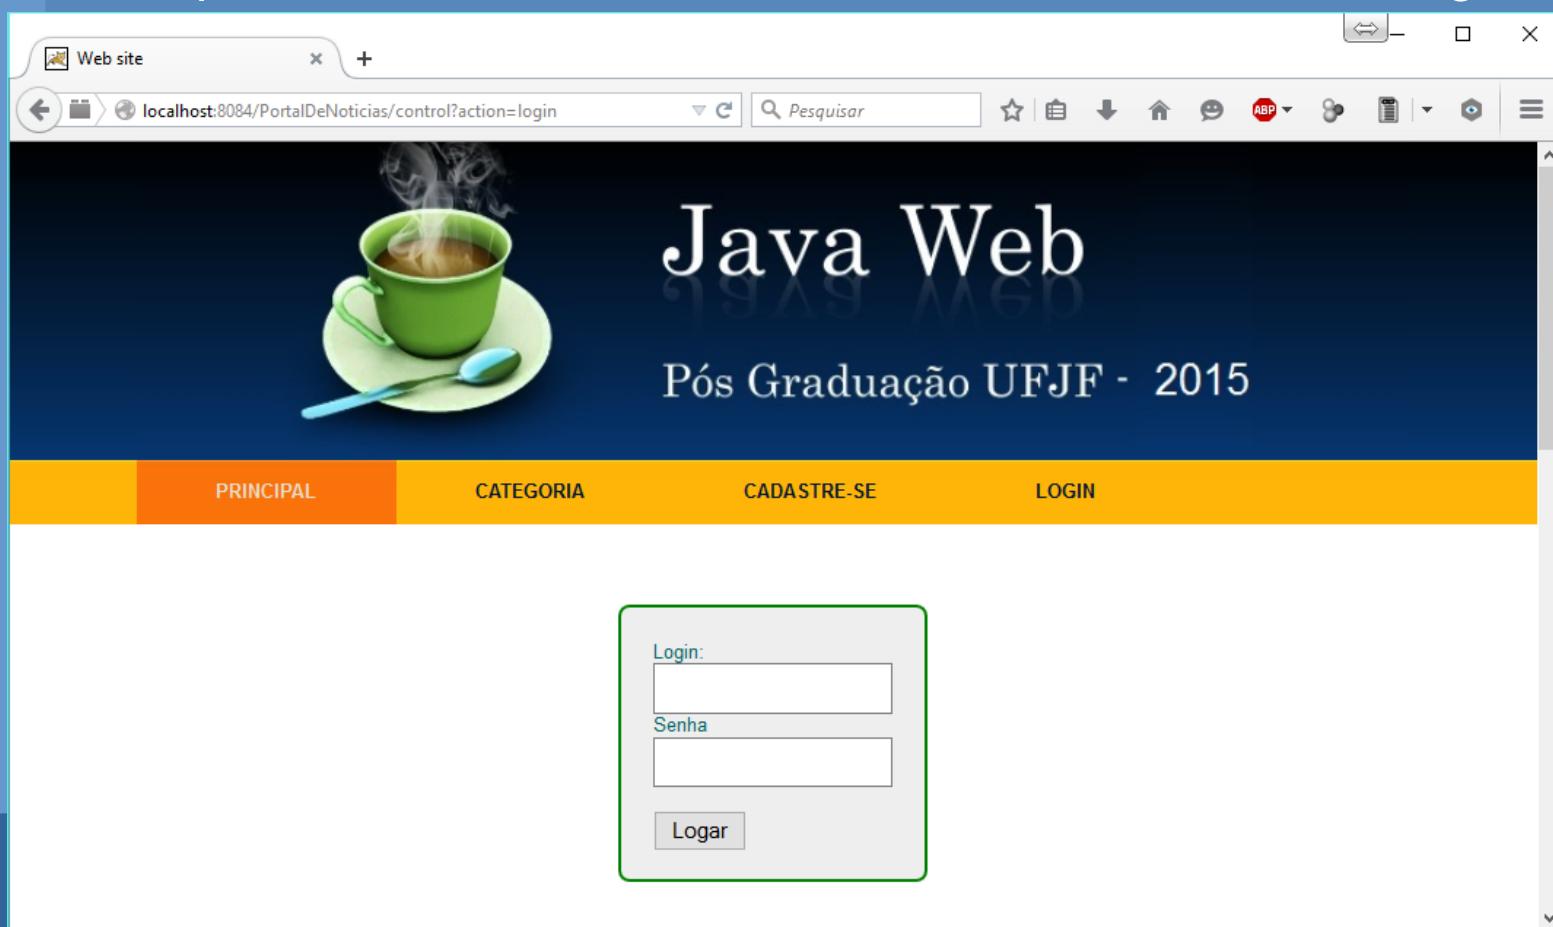 Web site
localhost:8084/PortalDeNoticias/control?action=login
Pesquisar
ABP
Java Web
Pós Graduação UFJF - 2015
PRINCIPAL CATEGORIA CADASTRE-SE LOGIN
Login:
Senha
Logar